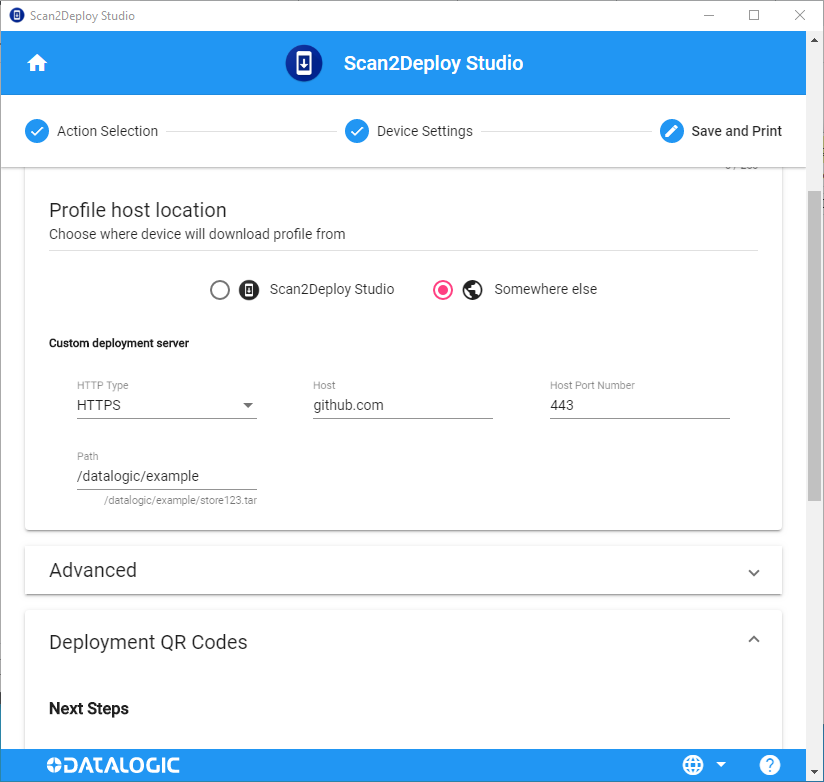 Scan2Deploy Studio
Scan2Deploy Studio
Action Selection
Device Settings
Save and Print
Profile host location
Choose where device will download profile from
Scan2Deploy Studio
Somewhere else
Custom deployment server
HTTP Type
Host
Host Port Number
HTTPS
github.com
443
Path
/datalogic/example
/datalogic/example/store123.tar
Advanced
Deployment QR Codes
Next Steps
DATALOGIC
?